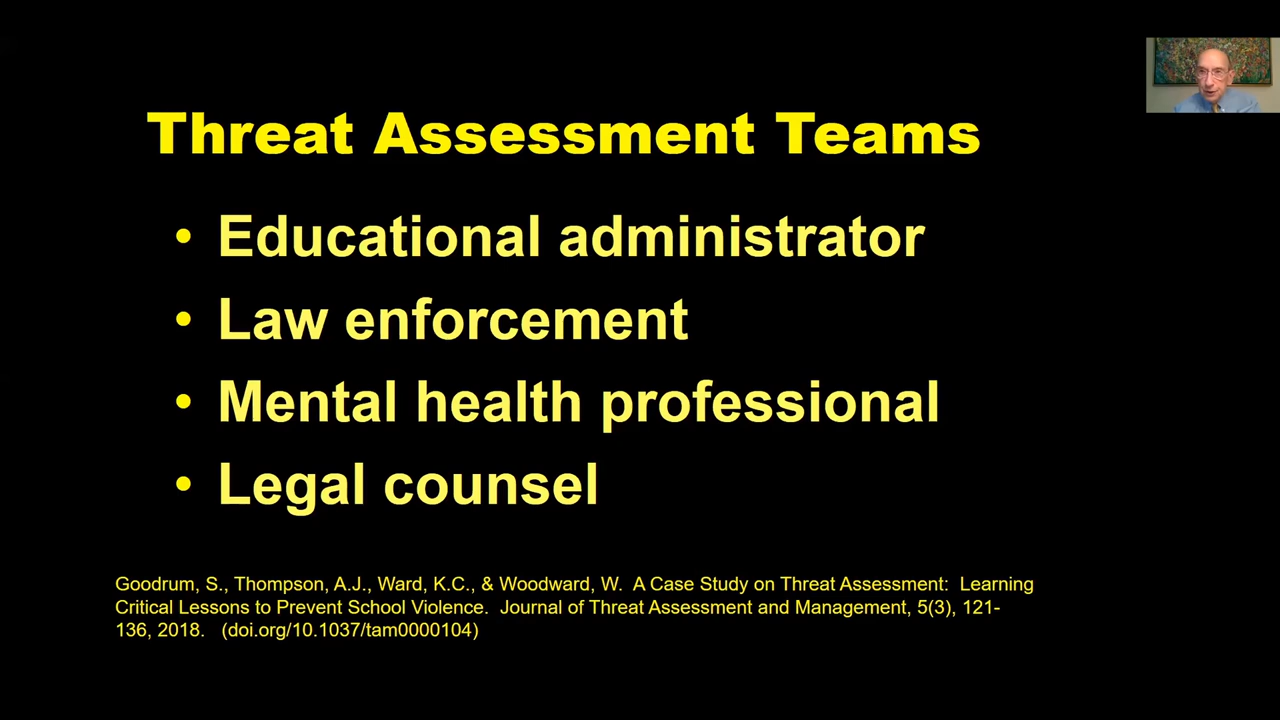 Threat Assessment Teams
• Educational administrator
• Law enforcement
• Mental health professional
• Legal counsel
Goodrum, S., Thompson, A.J., Ward, K.C., & Woodward, W.  A Case Study on Threat Assessment:  Learning
Critical Lessons to Prevent School Violence.  Journal of Threat Assessment and Management, 5(3), 121-
136, 2018.   (doi.org/10.1037/tam0000104)